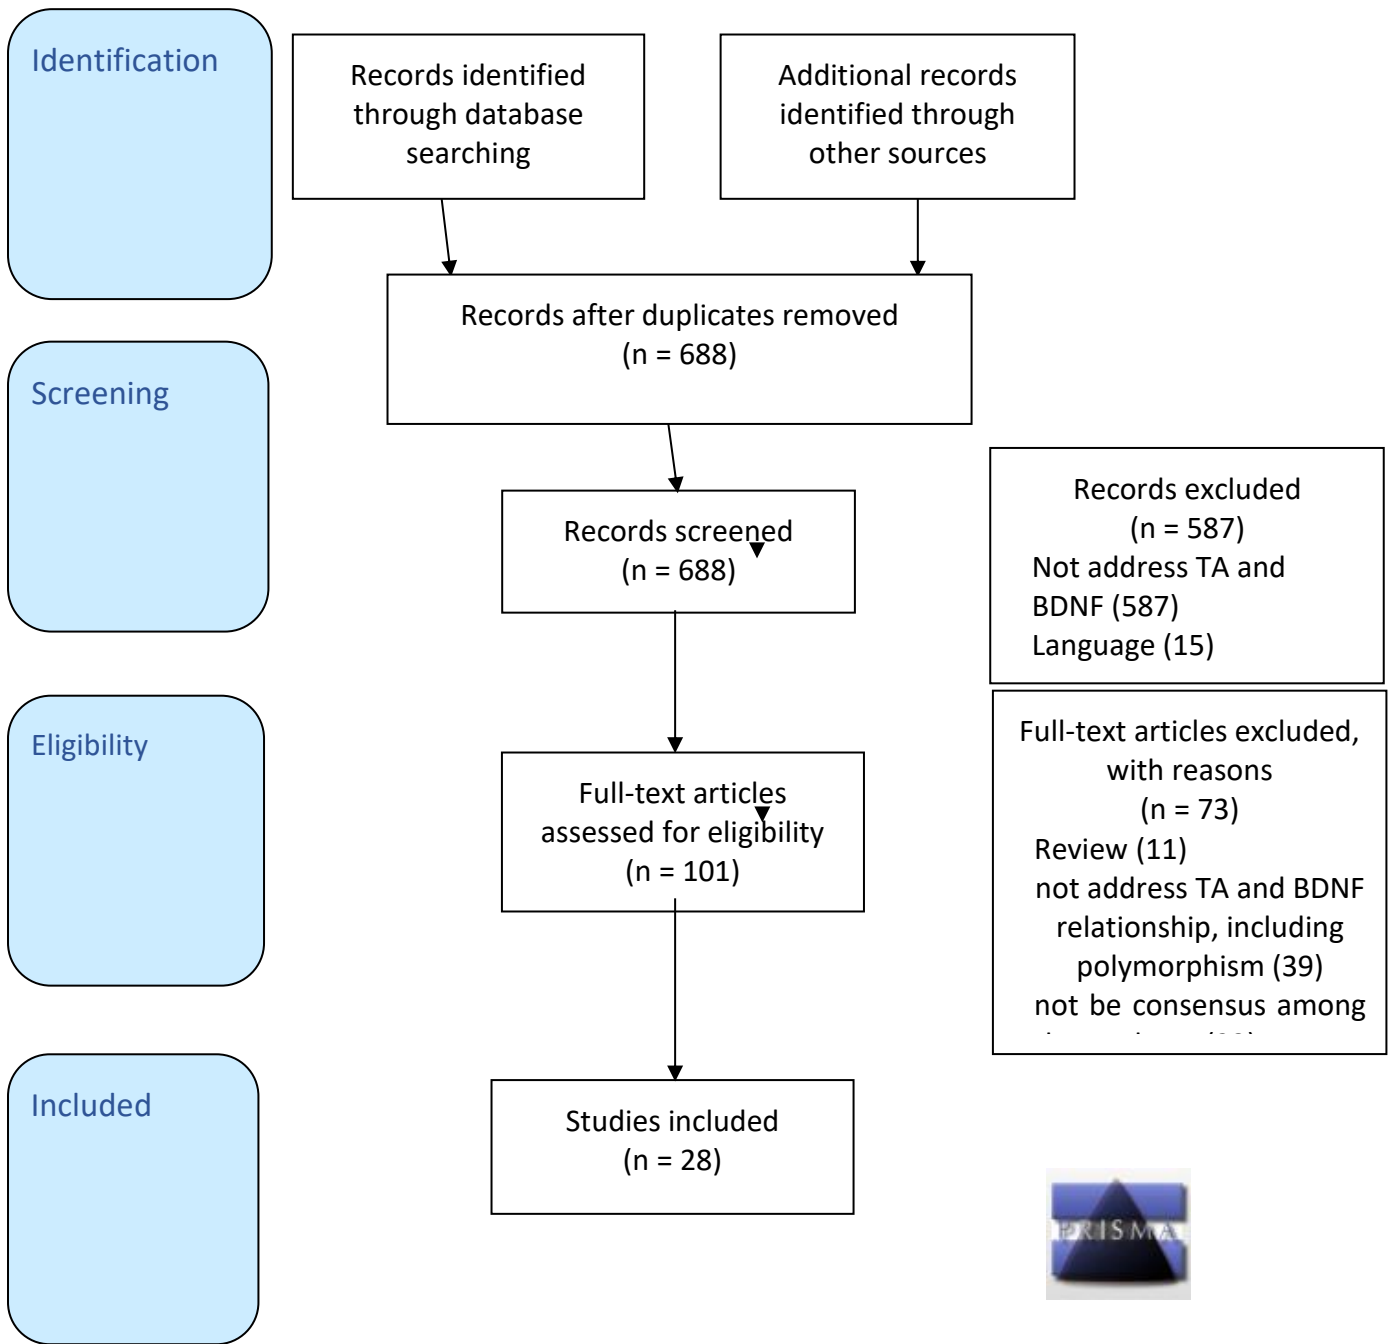 Identification
Records identified
through database
searching
Additional records
identified through
other sources
Records after duplicates removed
(n = 688)
Screening
Records screened
(n = 688)
Records excluded
(n = 587)
Not address TA and
BDNF (587)
Language (15)
Eligibility
Full-text articles
assessed for eligibility
(n = 101)
Full-text articles excluded,
with reasons
(n = 73)
Review (11)
not address TA and BDNF
relationship, including
polymorphism (39)
not be consensus among
Included
Studies included
(n = 28)
PRISMA